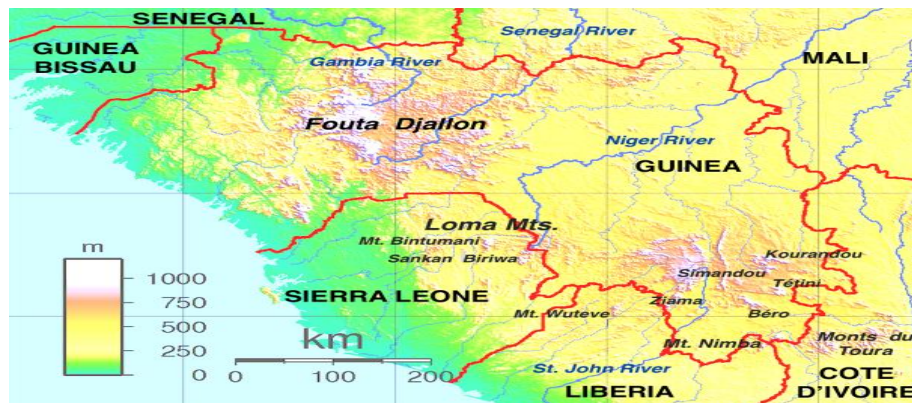 SENEGAL
Senegal River
GUINEA
BISSAU
Gambia River
MALI
Fouta Djallon
Niger River
GUINEA
Loma Mts.
Mt. Bintumani
Sankan Biriwa
Kourandou
Simandou
Tétini
m
1000
750
500
250
0
SIERRA LEONE
Ziama
Mt. Wuteve
Béro
km
0 100 200
Mt. Nimba
Monts du
Toura
St. John River
LIBERIA
COTE
D'IVOIRE